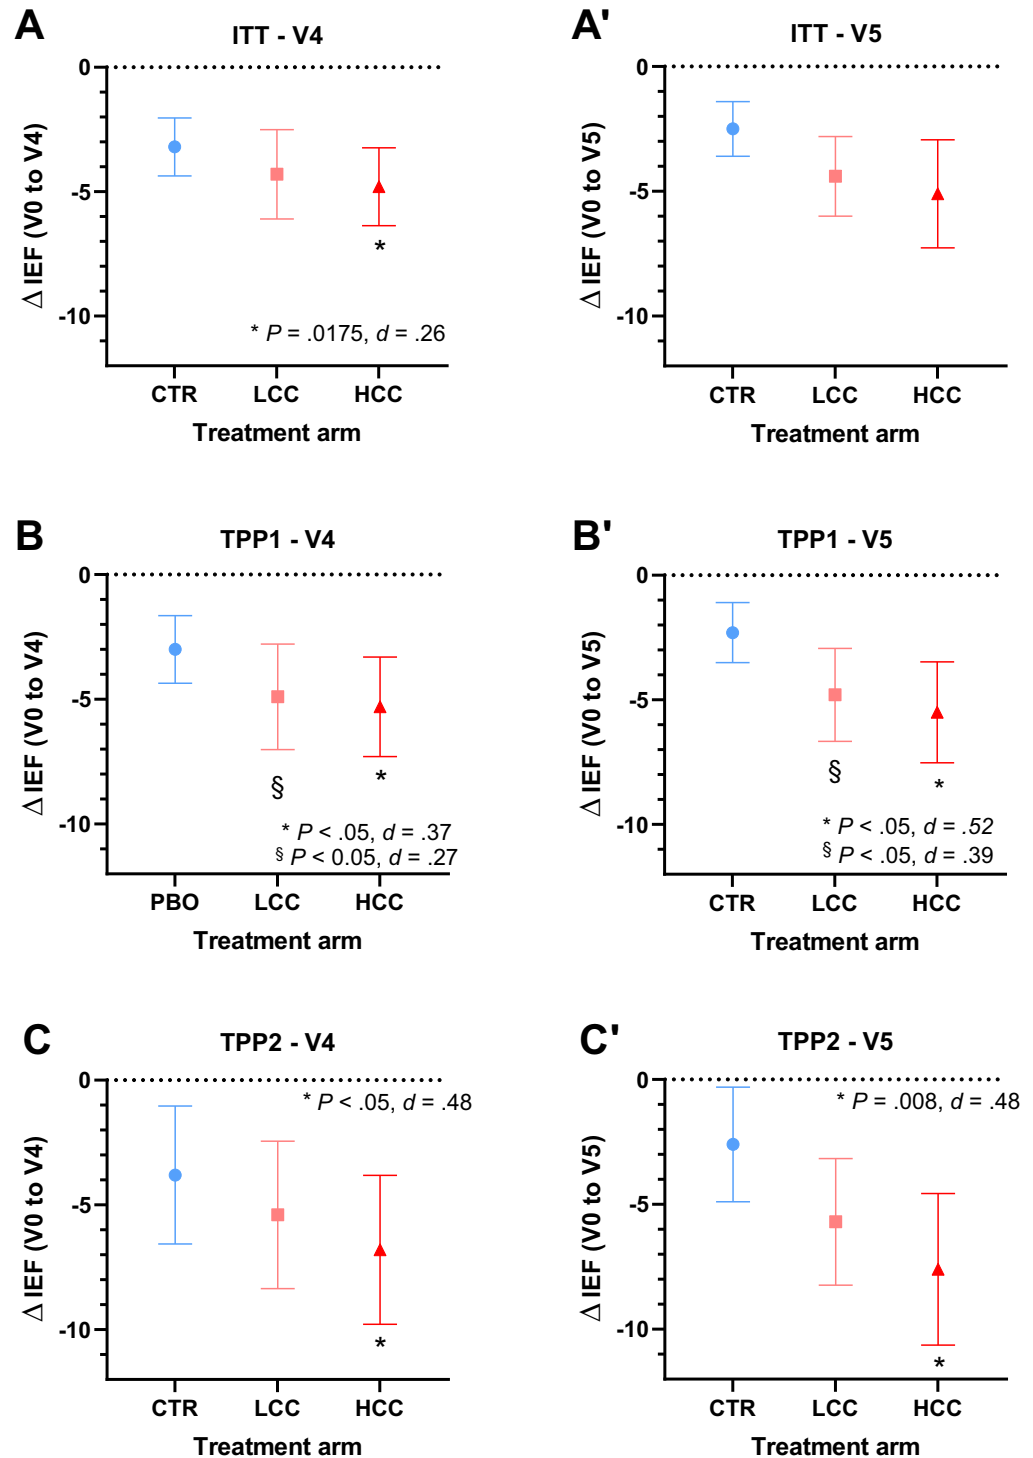 A
ITT - V4
Δ IEF (V0 to V4)
0
-5
-10
*
* P = .0175, d = .26
CTR LCC HCC
Treatment arm
A'
ITT - V5
Δ IEF (V0 to V5)
0
-5
-10
CTR LCC HCC
Treatment arm
B
TPP1 - V4
Δ IEF (V0 to V4)
0
-5
-10
§ *
* P < .05, d = .37
§ P < 0.05, d = .27
PBO LCC HCC
Treatment arm
B'
TPP1 - V5
Δ IEF (V0 to V5)
0
-5
-10
§ *
* P < .05, d = .52
§ P < .05, d = .39
CTR LCC HCC
Treatment arm
C
TPP2 - V4
Δ IEF (V0 to V4)
0
* P < .05, d = .48
-5
-10
*
CTR LCC HCC
Treatment arm
C'
TPP2 - V5
Δ IEF (V0 to V5)
0
* P = .008, d = .48
-5
-10
*
CTR LCC HCC
Treatment arm